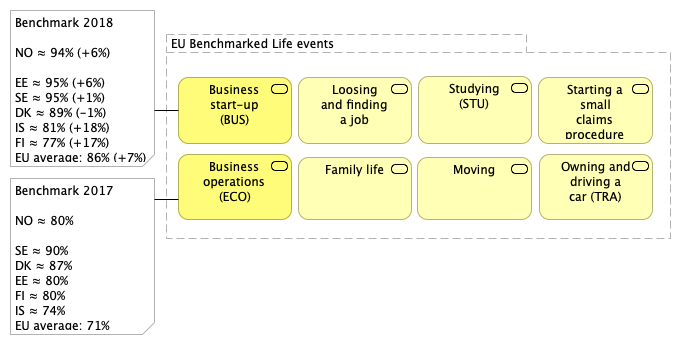 Benchmark 2018
NO ≈ 94% (+6%)
EE ≈ 95% (+6%)
SE ≈ 95% (+1%)
DK ≈ 89% (-1%)
IS ≈ 81% (+18%)
FI ≈ 77% (+17%)
EU average: 86% (+7%)
Benchmark 2017
NO ≈ 80%
SE ≈ 90%
DK ≈ 87%
EE ≈ 80%
FI ≈ 80%
IS ≈ 74%
EU average: 71%
EU Benchmarked Life events
Business
start-up
(BUS)
Loosing
and finding
a job
Studying
(STU)
Starting a
small
claims
procedure
Business
operations
(ECO)
Family life
Moving
Owning and
driving a
car (TRA)